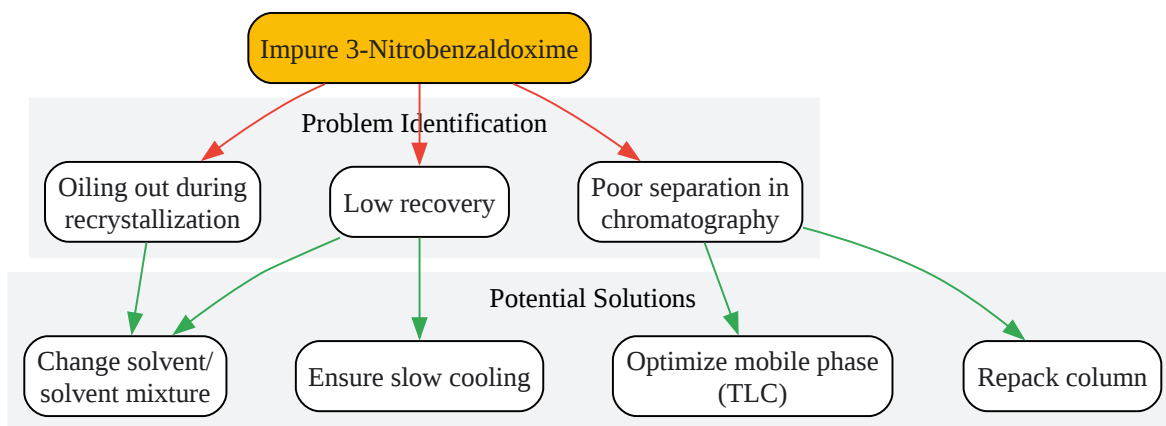 Impure 3-Nitrobenzaldoxime
Problem Identification
Oiling out during
recrystallization
Low recovery
Poor separation in
chromatography
Potential Solutions
Change solvent/
solvent mixture
Ensure slow cooling
Optimize mobile phase
(TLC)
Repack column